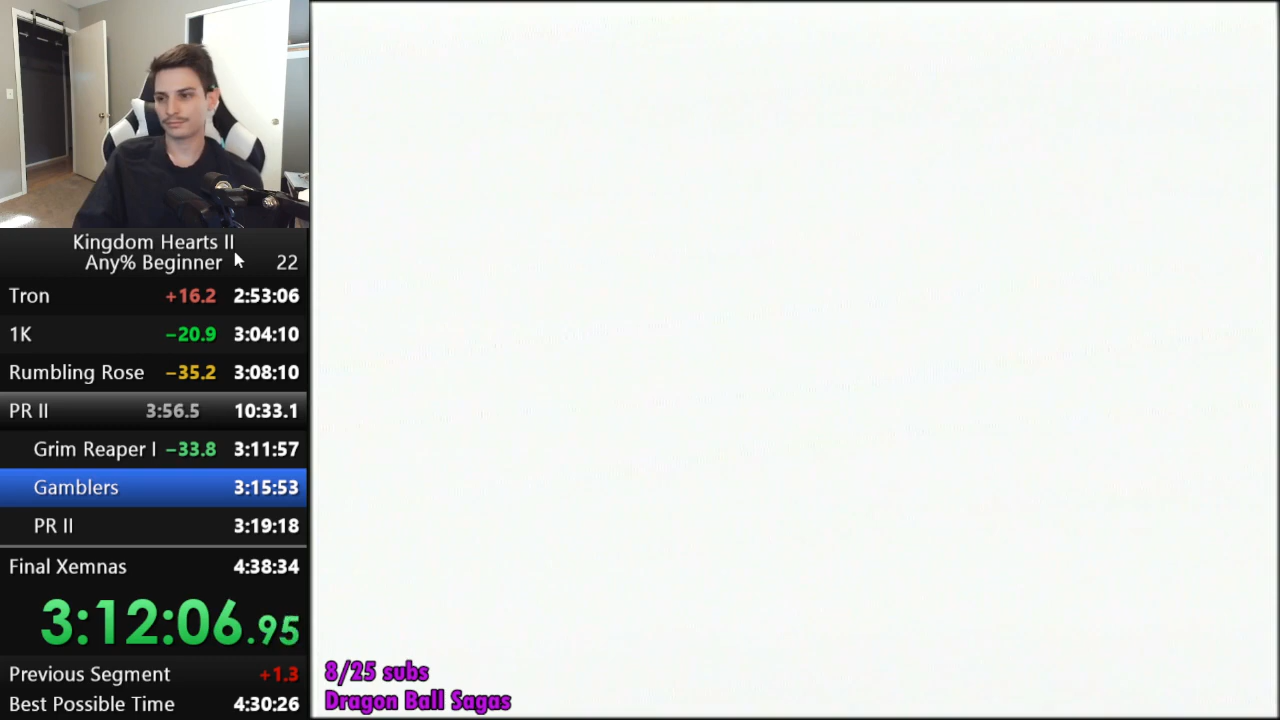 Kingdom Hearts II
Any% Beginner 22
Tron +16.2 2:53:06
1K −20.9 3:04:10
Rumbling Rose −35.2 3:08:10
PR II 3:56.5 10:33.1
Grim Reaper I −33.8 3:11:57
Gamblers 3:15:53
PR II 3:19:18
Final Xemnas 4:38:34
3:12:06.95
Previous Segment +1.3
Best Possible Time 4:30:26
8/25 subs
Dragon Ball Sagas